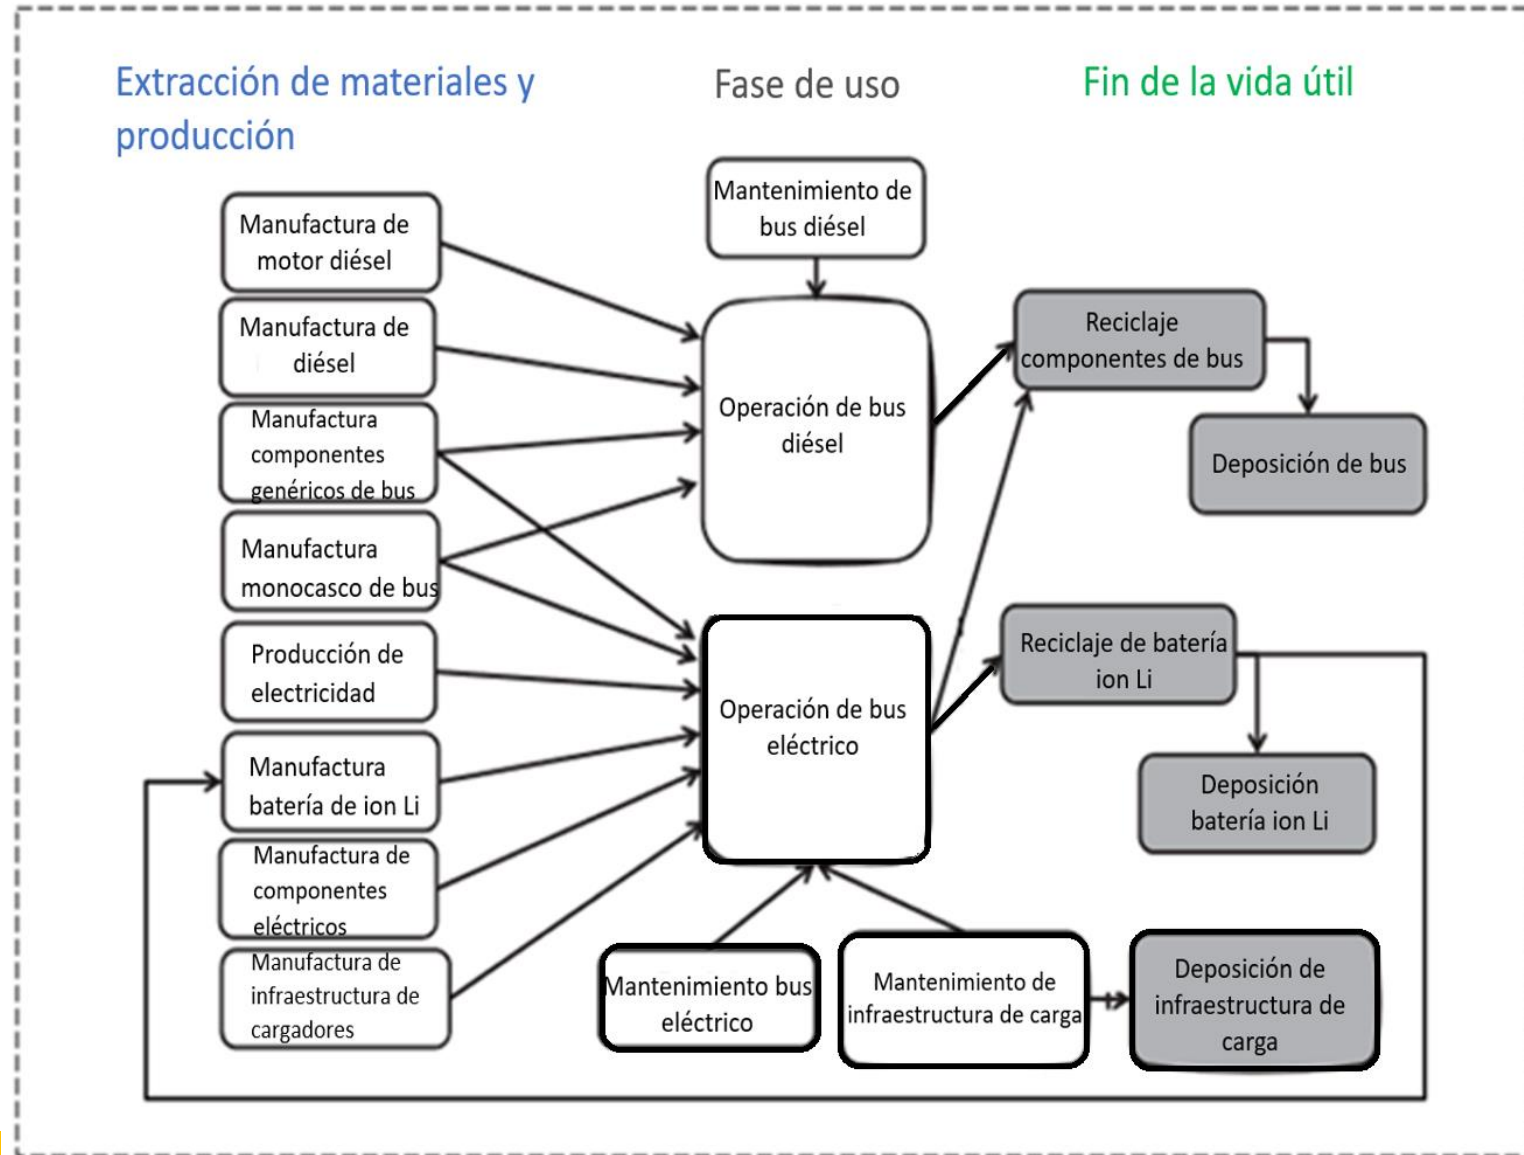 Extracción de materiales y
producción
Fase de uso
Fin de la vida útil
Manufactura de
motor diésel
Manufactura de
diésel
Manufactura
componentes
genéricos de bus
Manufactura
monocasco de bus
Producción de
electricidad
Manufactura
batería de ion Li
Manufactura de
componentes
eléctricos
Manufactura de
infraestructura de
cargadores
Mantenimiento de
bus diésel
Operación de bus
diésel
Operación de bus
eléctrico
Mantenimiento bus
eléctrico
Mantenimiento de
infraestructura de carga
Reciclaje
componentes de bus
Deposición de bus
Reciclaje de batería
ion Li
Deposición
batería ion Li
Deposición de
infraestructura de
carga